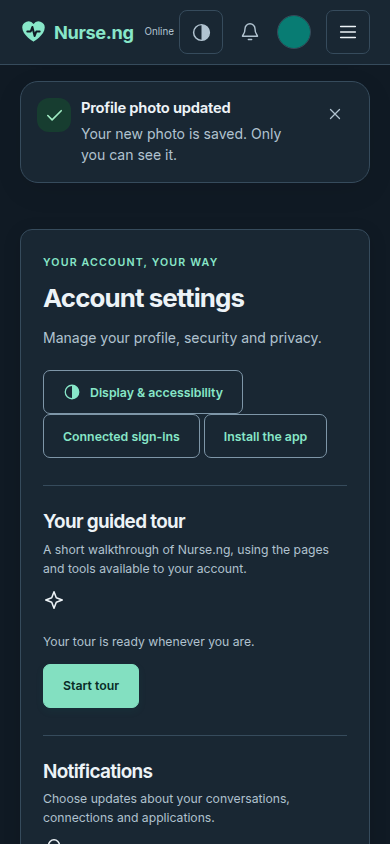 Nurse.ng
Online
Profile photo updated
Your new photo is saved. Only
you can see it.
YOUR ACCOUNT, YOUR WAY
Account settings
Manage your profile, security and privacy.
Display & accessibility
Connected sign-ins
Install the app
Your guided tour
A short walkthrough of Nurse.ng, using the pages
and tools available to your account.
Your tour is ready whenever you are.
Start tour
Notifications
Choose updates about your conversations,
connections and applications.